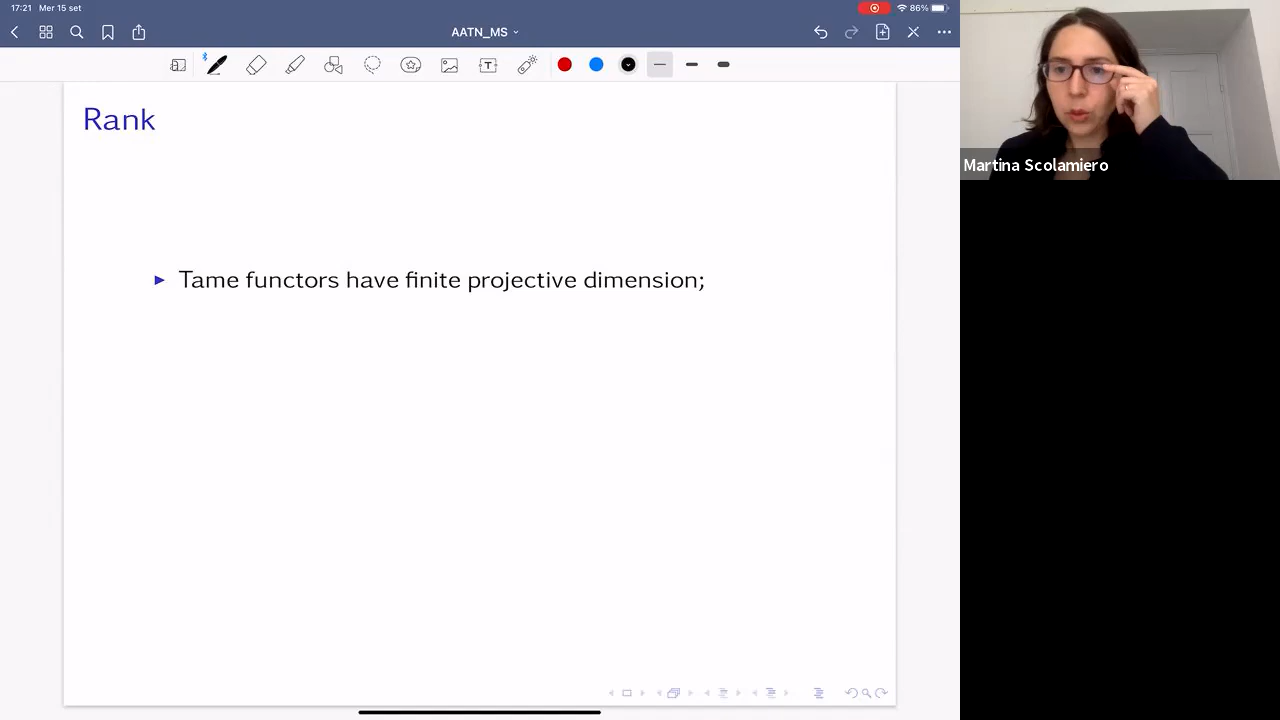 17:21 Mer 15 set
86%
AATN_MS
T
Rank
Martina Scolamiero
Tame functors have finite projective dimension;